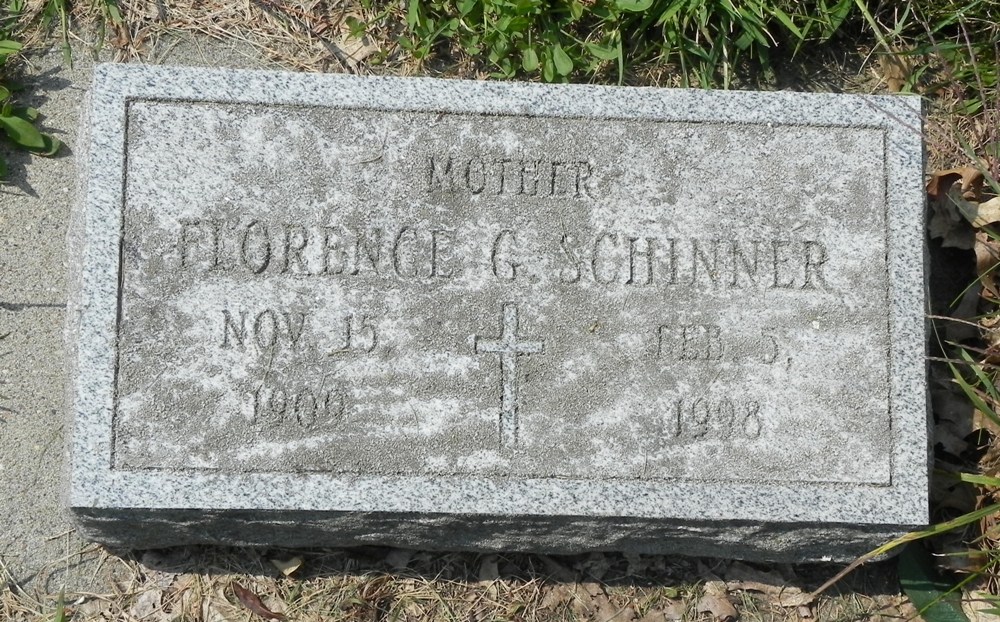 MOTHER
FLORENCE G. SCHINNER
NOV. 15, FEB. 5,
1909 1998